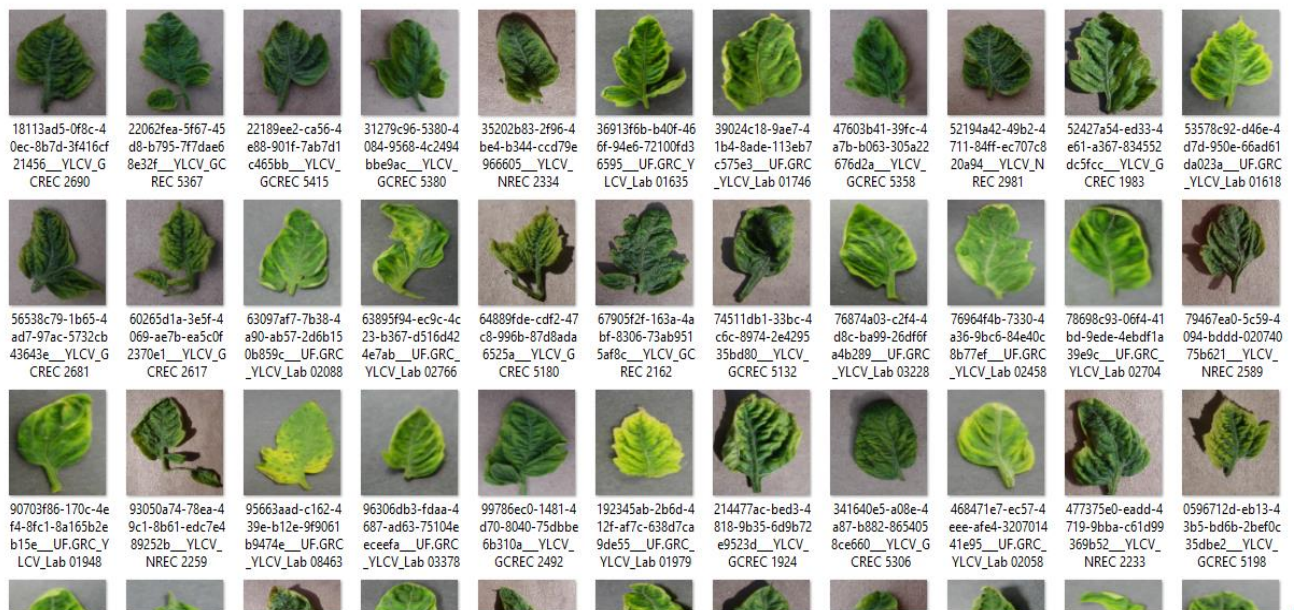 18113ad5-0f8c-4
0ec-8b7d-3f416cf
21456___YLCV_G
CREC 2690
22062fea-5f67-45
d8-b795-7f7dae6
8e32f___YLCV_GC
REC 5367
22189ee2-ca56-4
e88-901f-7ab7d1
c465bb___YLCV_
GCREC 5415
31279c96-5380-4
084-9568-4c2494
bbe9ac___YLCV_
GCREC 5380
35202b83-2f96-4
be4-b344-ccd79e
966605___YLCV_
NREC 2334
36913f6b-b40f-46
6f-94e6-72100fd3
6595___UF.GRC_Y
LCV_Lab 01635
39024c18-9ae7-4
1b4-8ade-113eb7
c575e3___UF.GRC
_YLCV_Lab 01746
47603b41-39fc-4
a7b-b063-305a22
676d2a___YLCV_
GCREC 5358
52194a42-49b2-4
711-84ff-ec707c8
20a94___YLCV_N
REC 2981
52427a54-ed33-4
e61-a367-834552
dc5fcc___YLCV_G
CREC 1983
53578c92-d46e-4
d7d-950e-66ad61
da023a___UF.GRC
_YLCV_Lab 01618
56538c79-1b65-4
ad7-97ac-5732cb
43643e___YLCV_G
CREC 2681
60265d1a-3e5f-4
069-ae7b-ea5c0f
2370e1___YLCV_G
CREC 2617
63097af7-7b38-4
a90-ab57-2d6b15
0b859c___UF.GRC
_YLCV_Lab 02088
63895f94-ec9c-4c
23-b367-d516d42
4e7ab___UF.GRC_
YLCV_Lab 02766
64889fde-cdf2-47
c8-996b-87d8ada
6525a___YLCV_G
CREC 5180
67905f2f-163a-4a
bf-8306-73ab951
5af8c___YLCV_GC
REC 2162
74511db1-33bc-4
c6c-8974-2e4295
35bd80___YLCV_
GCREC 5132
76874a03-c2f4-4
d8c-ba99-26df6f
a4b289___UF.GRC
_YLCV_Lab 03228
76964f4b-7330-4
a36-9bc6-84e40c
8b77ef___UF.GRC
_YLCV_Lab 02458
78698c93-06f4-41
bd-9ede-4ebdf1a
39e9c___UF.GRC_
YLCV_Lab 02704
79467ea0-5c59-4
094-bddd-020740
75b621___YLCV_
NREC 2589
90703f86-170c-4e
f4-8fc1-8a165b2e
b15e___UF.GRC_Y
LCV_Lab 01948
93050a74-78ea-4
9c1-8b61-edc7e4
89252b___YLCV_
NREC 2259
95663aad-c162-4
39e-b12e-9f9061
b9474e___UF.GRC
_YLCV_Lab 08463
96306db3-fdaa-4
687-ad63-75104e
eceefa___UF.GRC
_YLCV_Lab 03378
99786ec0-1481-4
d70-8040-75dbbe
6b310a___YLCV_
GCREC 2492
192345ab-2b6d-4
12f-af7c-638d7ca
9de55___UF.GRC_
YLCV_Lab 01979
214477ac-bed3-4
818-9b35-6d9b72
e9523d___YLCV_
GCREC 1924
341640e5-a08e-4
a87-b882-865405
8ce660___YLCV_G
CREC 5306
468471e7-ec57-4
eee-afe4-3207014
41e95___UF.GRC_
YLCV_Lab 02058
477375e0-eadd-4
719-9bba-c61d99
369b52___YLCV_
NREC 2233
0596712d-eb13-4
3b5-bd6b-2bef0c
35dbe2___YLCV_
GCREC 5198